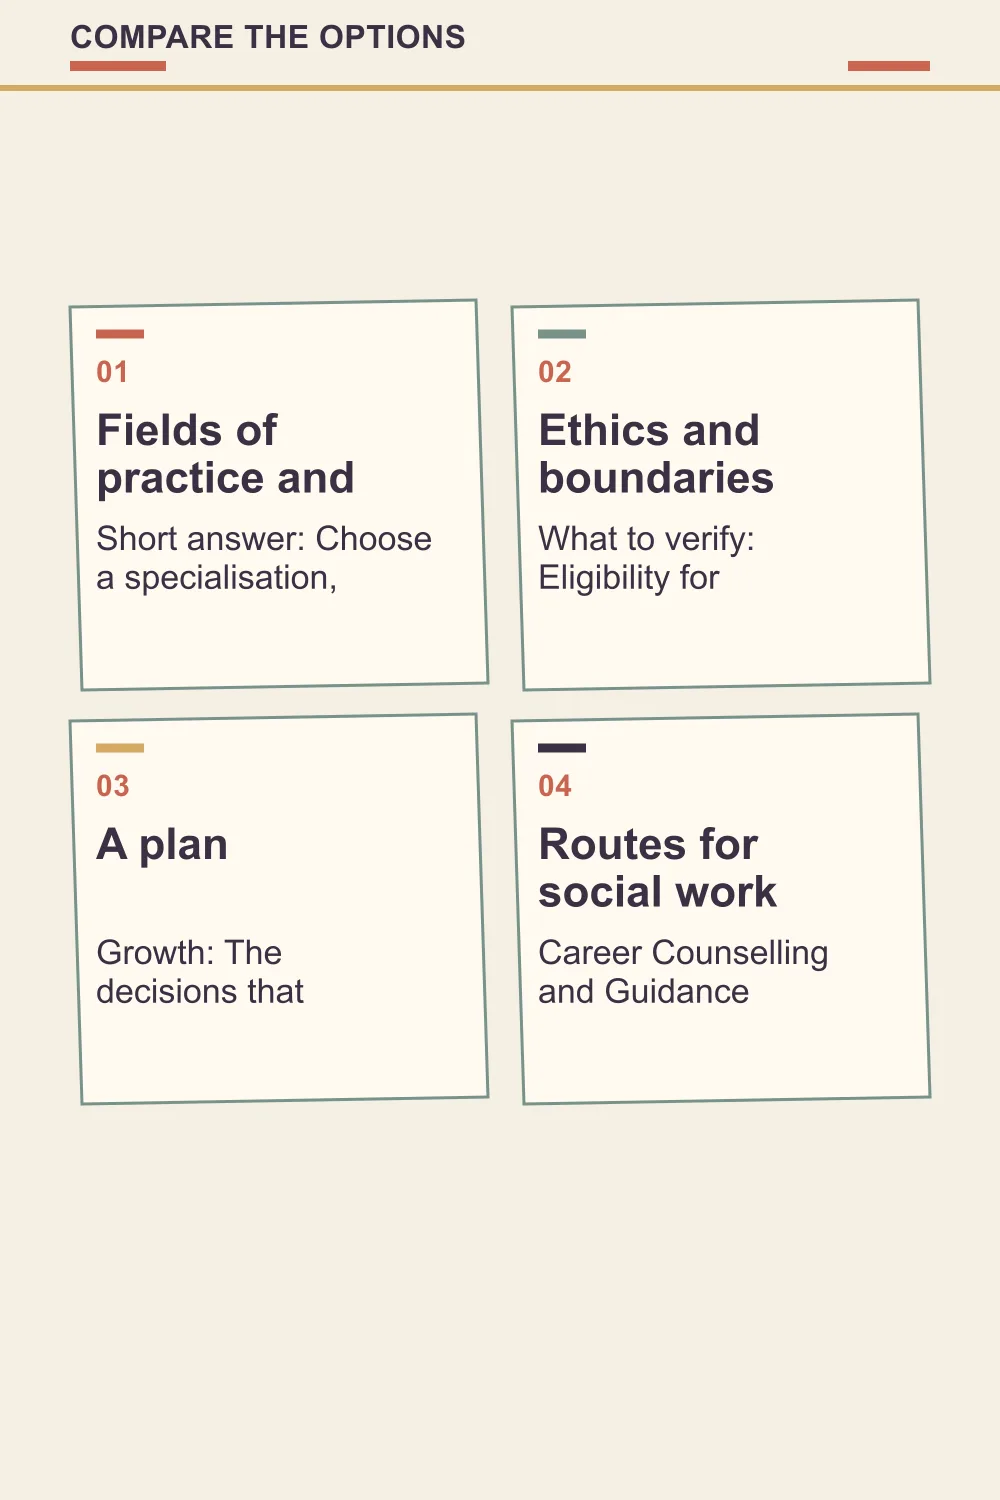 COMPARE THE OPTIONS
01
Fields of
practice and
Short answer: Choose
a specialisation,
02
Ethics and
boundaries
What to verify:
Eligibility for
03
A plan
Growth: The
decisions that
04
Routes for
social work
Career Counselling
and Guidance